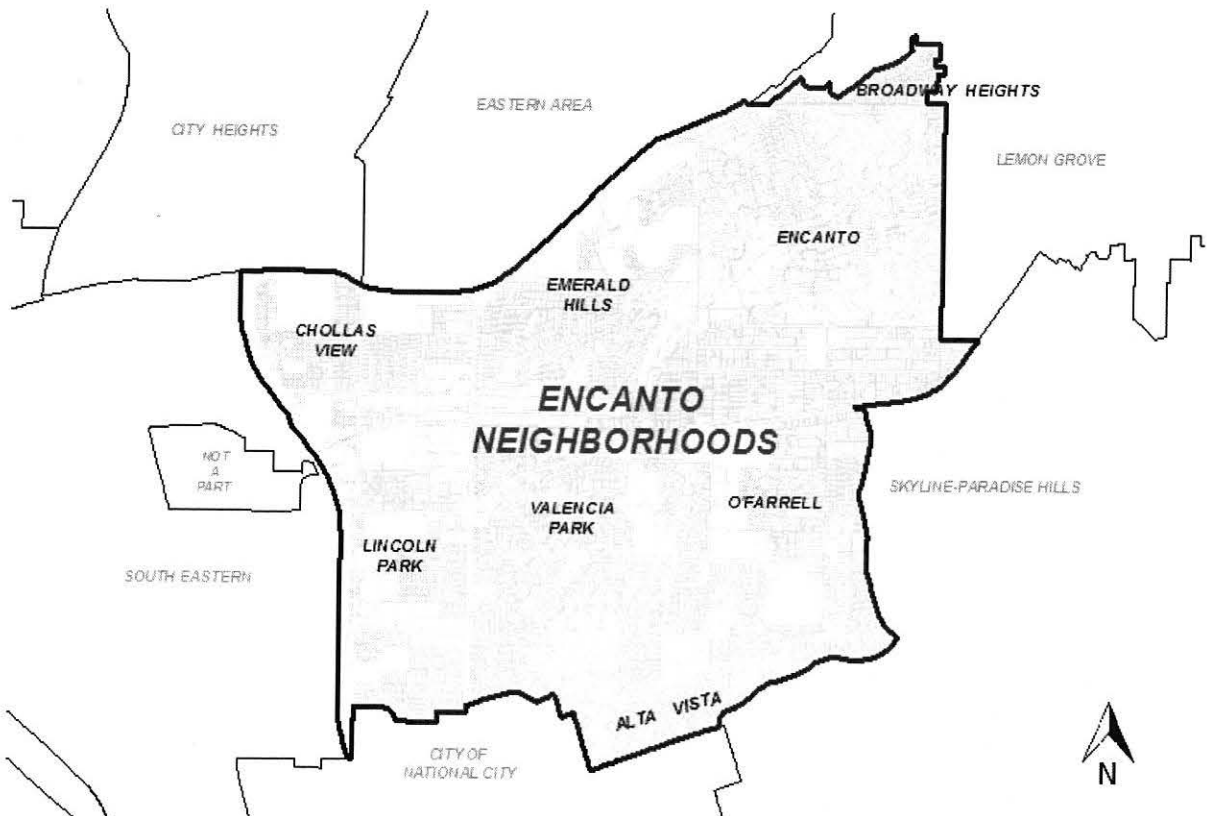 BROADWAY HEIGHTS
EASTERN AREA
CITY HEIGHTS
LEMON GROVE
ENCANTO
EMERALD
HILLS
CHOLLAS
VIEW
ENCANTO
NEIGHBORHOODS
NOT
A
PART
SKYLINE-PARADISE HILLS
O'FARRELL
VALENCIA
PARK
LINCOLN
PARK
SOUTH EASTERN
ALTA VISTA
CITY OF
NATIONAL CITY
N